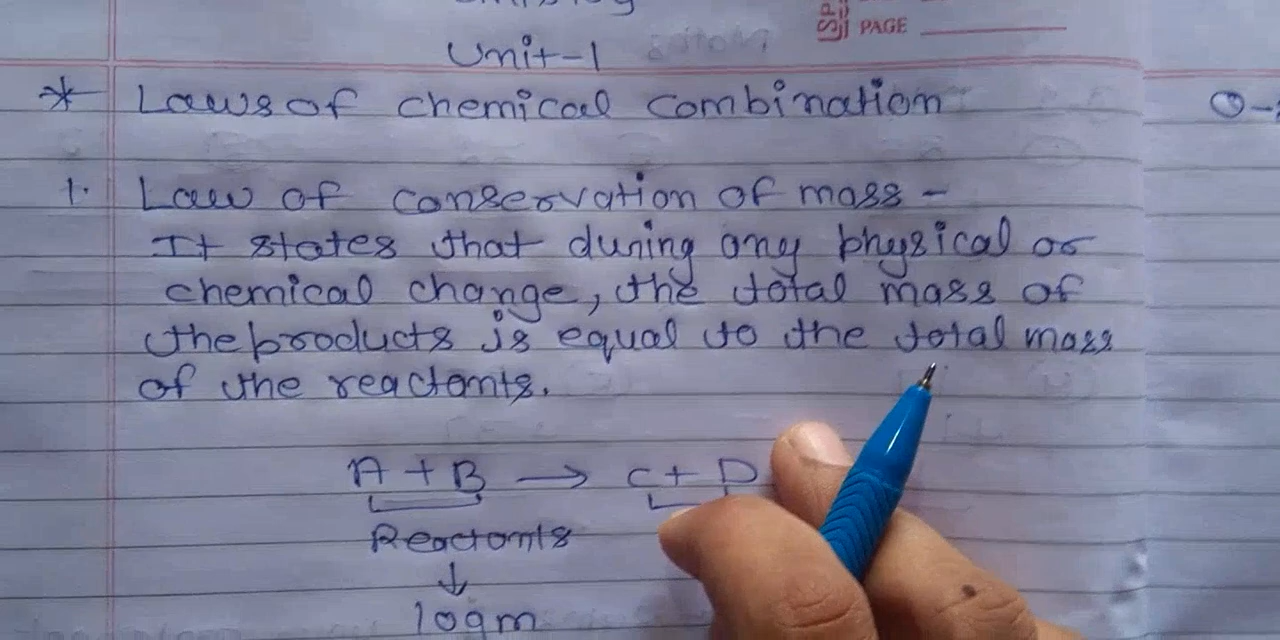 Unit-1
PAGE
* Laws of chemical combination
1. Law of conservation of mass -
It states that during any physical or
chemical change, the total mass of
the products is equal to the total mass
of the reactants.
A + B → C + D
Reactants
↓
10gm